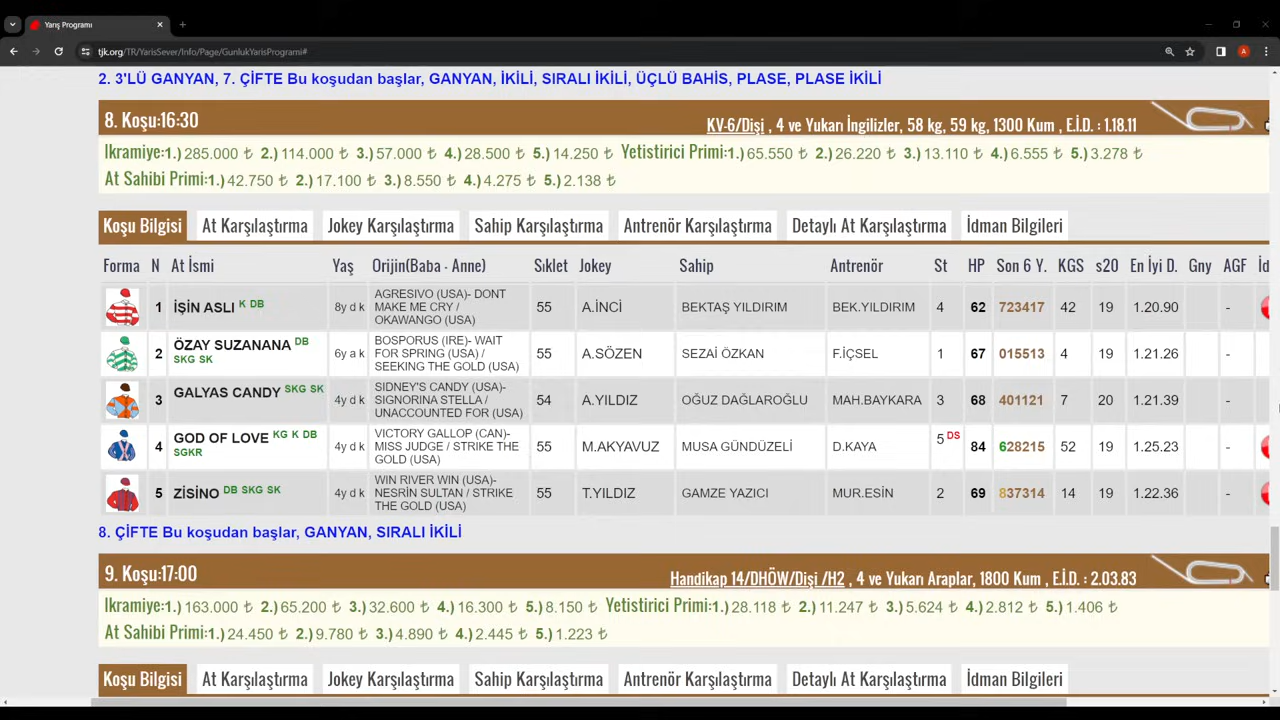 Yarış Programı
tjk.org/TR/YarisSever/Info/Page/GunlukYarisProgrami#
A
2. 3'LÜ GANYAN, 7. ÇİFTE Bu koşudan başlar, GANYAN, İKİLİ, SIRALI İKİLİ, ÜÇLÜ BAHİS, PLASE, PLASE İKİLİ
8. Koşu:16:30 KV-6/Dişi , 4 ve Yukarı İngilizler, 58 kg, 59 kg, 1300 Kum , E.İ.D. : 1.18.11
Ikramiye:1.) 285.000 ₺ 2.) 114.000 ₺ 3.) 57.000 ₺ 4.) 28.500 ₺ 5.) 14.250 ₺ Yetistirici Primi:1.) 65.550 ₺ 2.) 26.220 ₺ 3.) 13.110 ₺ 4.) 6.555 ₺ 5.) 3.278 ₺
At Sahibi Primi:1.) 42.750 ₺ 2.) 17.100 ₺ 3.) 8.550 ₺ 4.) 4.275 ₺ 5.) 2.138 ₺
Koşu Bilgisi At Karşılaştırma Jokey Karşılaştırma Sahip Karşılaştırma Antrenör Karşılaştırma Detaylı At Karşılaştırma İdman Bilgileri
Forma N At İsmi Yaş Orijin(Baba - Anne) Sıklet Jokey Sahip Antrenör St HP Son 6 Y. KGS s20 En İyi D. Gny AGF İd
1 İŞİN ASLI K DB 8y d k AGRESIVO (USA)- DONT MAKE ME CRY / OKAWANGO (USA) 55 A.İNCİ BEKTAŞ YILDIRIM BEK.YILDIRIM 4 62 723417 42 19 1.20.90 -
2 ÖZAY SUZANANA DB SKG SK 6y a k BOSPORUS (IRE)- WAIT FOR SPRING (USA) / SEEKING THE GOLD (USA) 55 A.SÖZEN SEZAİ ÖZKAN F.İÇSEL 1 67 015513 4 19 1.21.26 -
3 GALYAS CANDY SKG SK 4y d k SIDNEY'S CANDY (USA)- SIGNORINA STELLA / UNACCOUNTED FOR (USA) 54 A.YILDIZ OĞUZ DAĞLAROĞLU MAH.BAYKARA 3 68 401121 7 20 1.21.39 -
4 GOD OF LOVE KG K DB SGKR 4y d k VICTORY GALLOP (CAN)- MISS JUDGE / STRIKE THE GOLD (USA) 55 M.AKYAVUZ MUSA GÜNDÜZELİ D.KAYA 5 DS 84 628215 52 19 1.25.23 -
5 ZİSİNO DB SKG SK 4y d k WIN RIVER WIN (USA)- NESRİN SULTAN / STRIKE THE GOLD (USA) 55 T.YILDIZ GAMZE YAZICI MUR.ESİN 2 69 837314 14 19 1.22.36 -
8. ÇİFTE Bu koşudan başlar, GANYAN, SIRALI İKİLİ
9. Koşu:17:00 Handikap 14/DHÖW/Dişi /H2 , 4 ve Yukarı Araplar, 1800 Kum , E.İ.D. : 2.03.83
Ikramiye:1.) 163.000 ₺ 2.) 65.200 ₺ 3.) 32.600 ₺ 4.) 16.300 ₺ 5.) 8.150 ₺ Yetistirici Primi:1.) 28.118 ₺ 2.) 11.247 ₺ 3.) 5.624 ₺ 4.) 2.812 ₺ 5.) 1.406 ₺
At Sahibi Primi:1.) 24.450 ₺ 2.) 9.780 ₺ 3.) 4.890 ₺ 4.) 2.445 ₺ 5.) 1.223 ₺
Koşu Bilgisi At Karşılaştırma Jokey Karşılaştırma Sahip Karşılaştırma Antrenör Karşılaştırma Detaylı At Karşılaştırma İdman Bilgileri